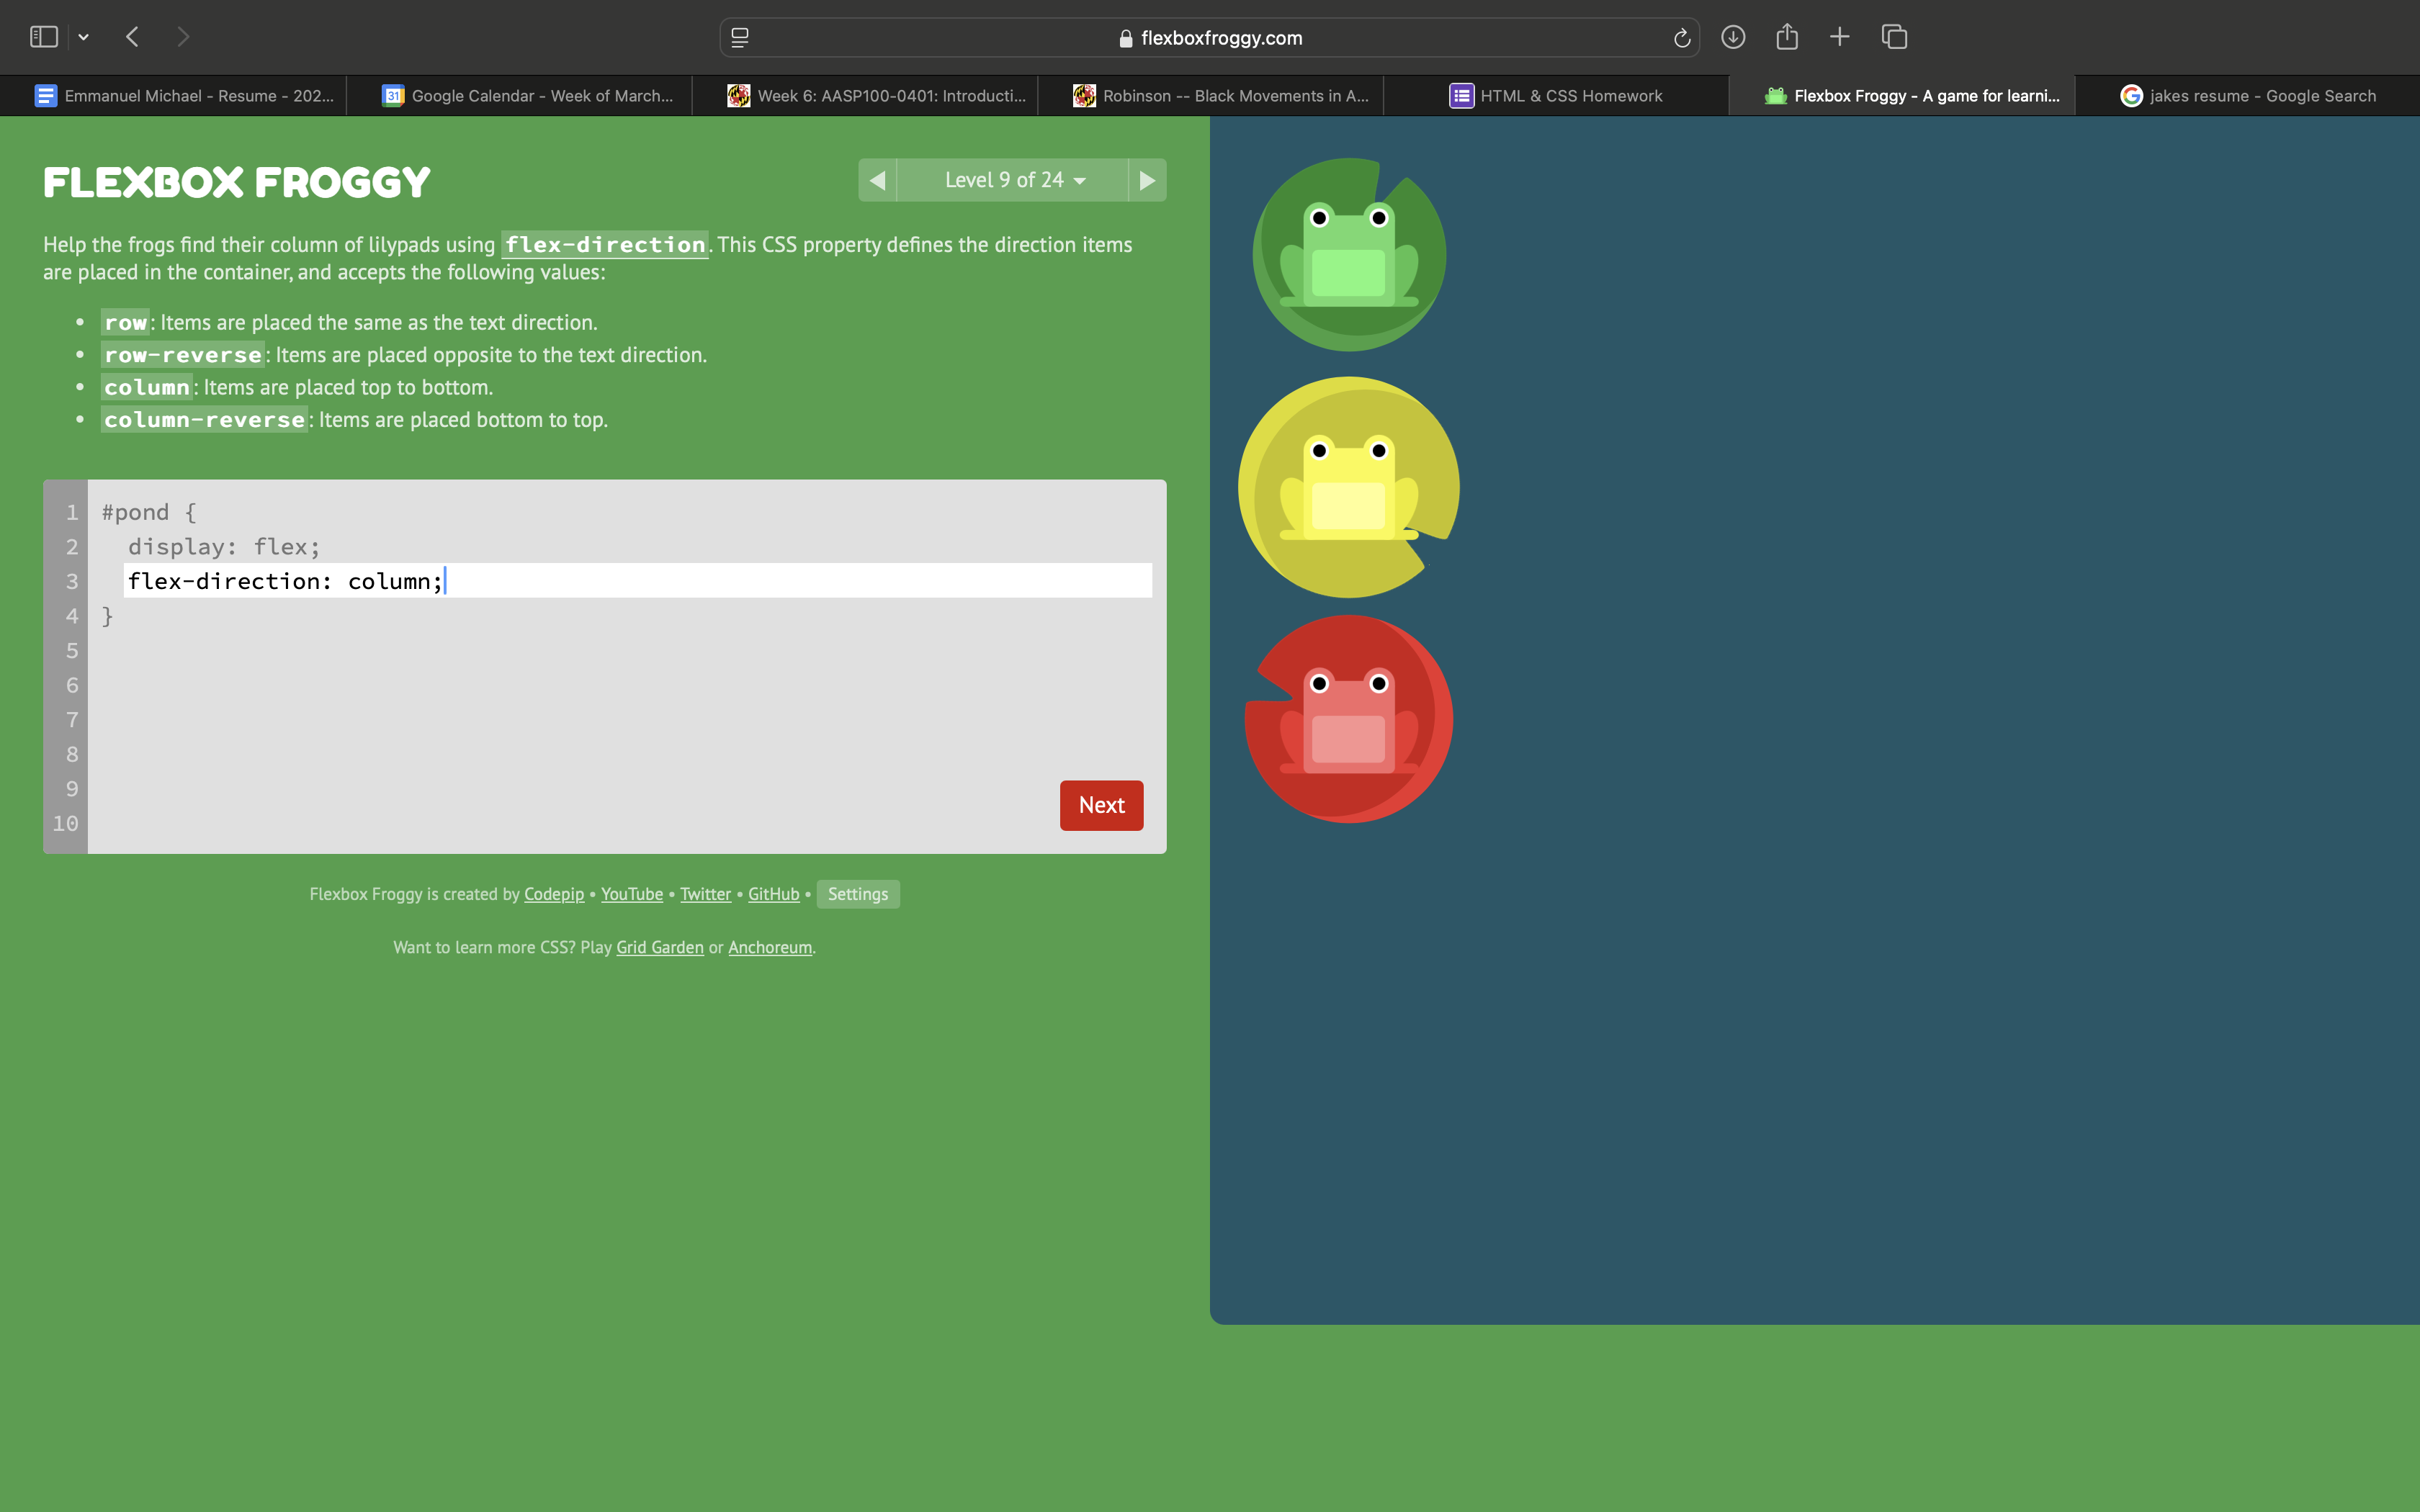 flexboxfroggy.com
Emmanuel Michael - Resume - 202...
31 Google Calendar - Week of March...
Week 6: AASP100-0401: Introducti...
Robinson -- Black Movements in A...
HTML & CSS Homework
Flexbox Froggy - A game for learni...
jakes resume - Google Search
FLEXBOX FROGGY
Level 9 of 24
Help the frogs find their column of lilypads using flex-direction. This CSS property defines the direction items
are placed in the container, and accepts the following values:
• row: Items are placed the same as the text direction.
• row-reverse: Items are placed opposite to the text direction.
• column: Items are placed top to bottom.
• column-reverse: Items are placed bottom to top.
1 #pond {
2 display: flex;
3 flex-direction: column;
4 }
5
6
7
8
9
10
Next
Flexbox Froggy is created by Codepip • YouTube • Twitter • GitHub • Settings
Want to learn more CSS? Play Grid Garden or Anchoreum.